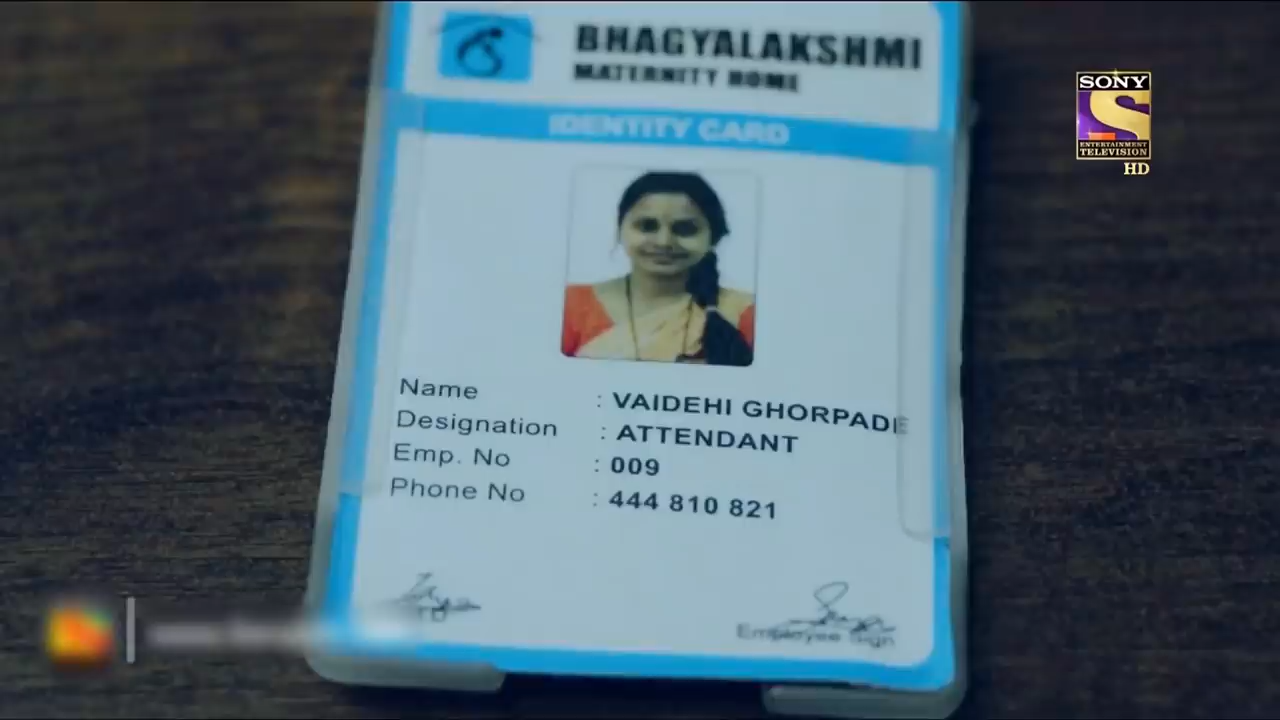 BHAGYALAKSHMI
MATERNITY HOME
IDENTITY CARD
SONY
ENTERTAINMENT
TELEVISION
HD
Name : VAIDEHI GHORPADE
Designation : ATTENDANT
Emp. No : 009
Phone No : 444 810 821
Employee Sign